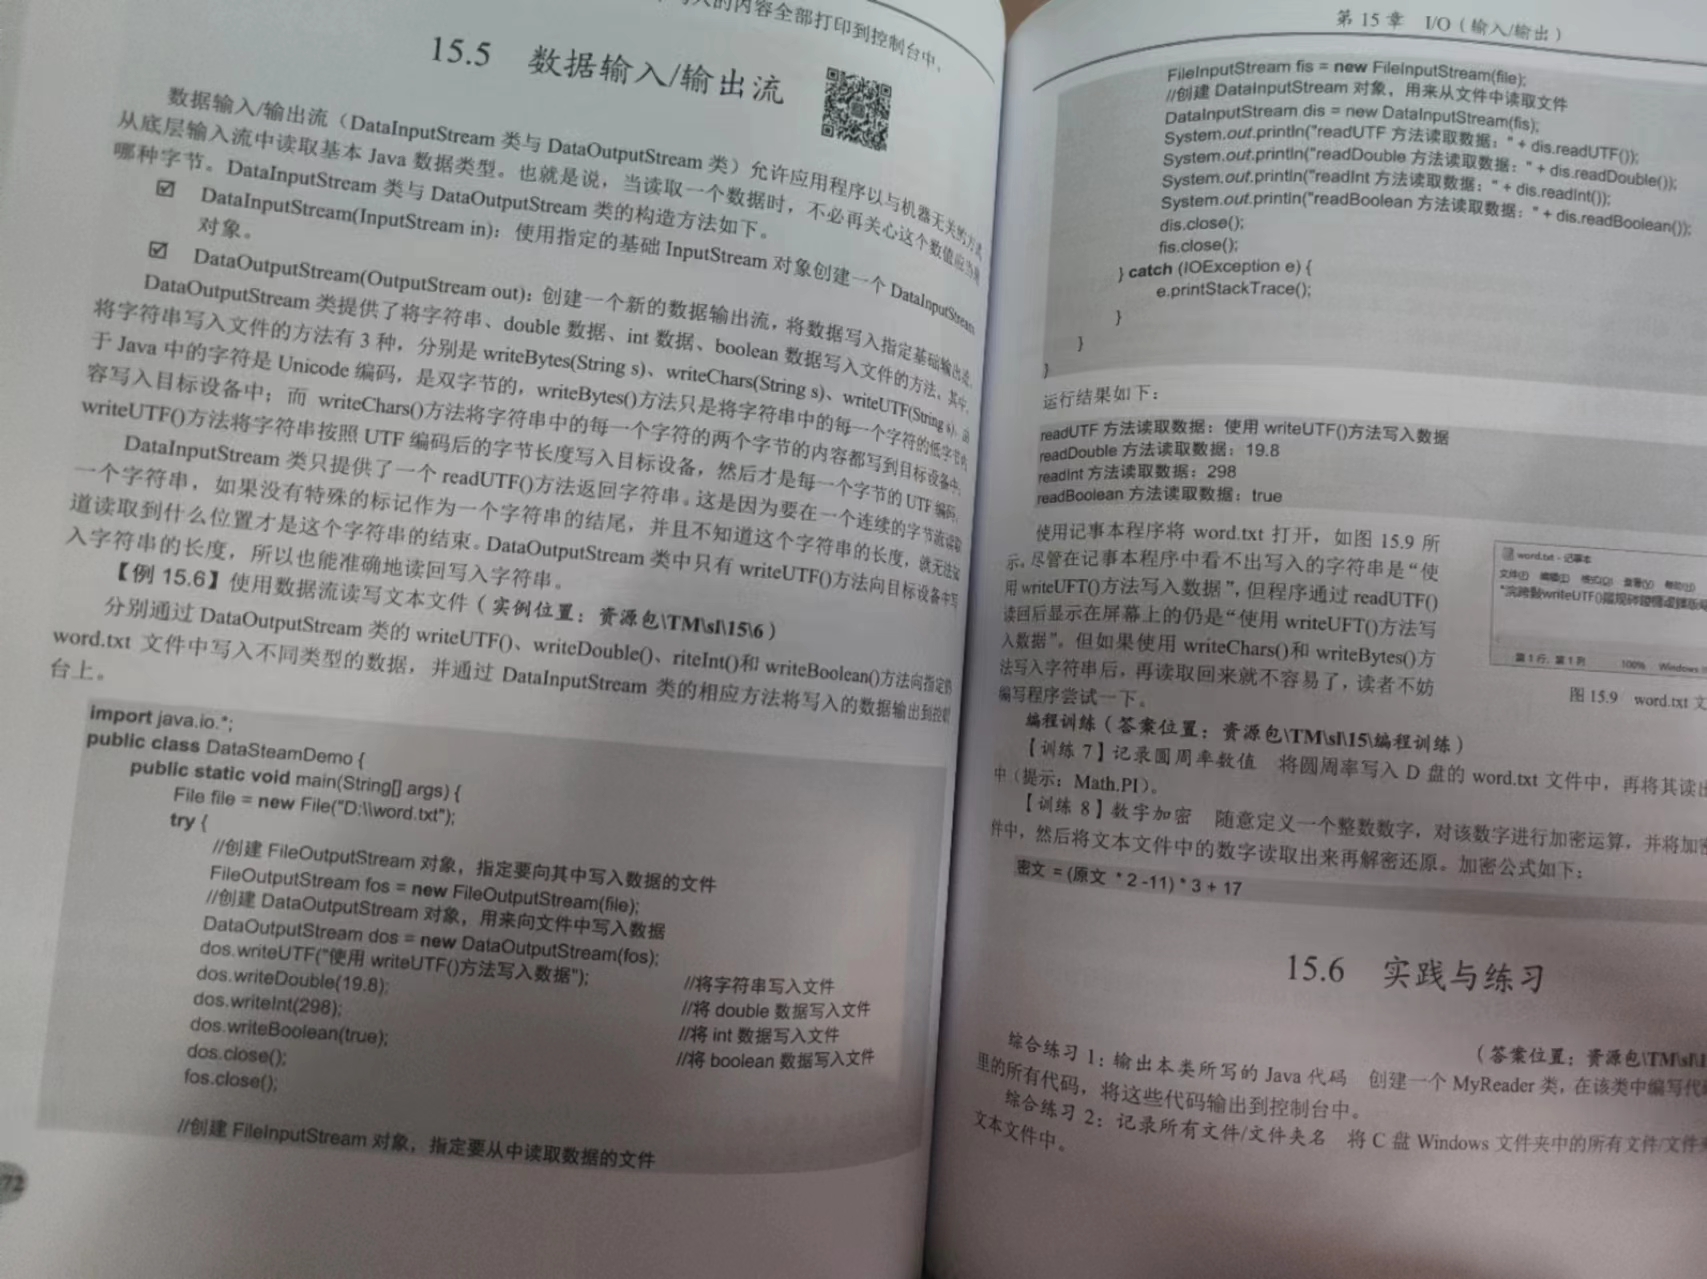 写入的内容全部打印到控制台中。
15.5 数据输入/输出流
数据输入/输出流（DataInputStream 类与 DataOutputStream 类）允许应用程序以与机器无关的方式
从底层输入流中读取基本 Java 数据类型。也就是说，当读取一个数据时，不必再关心这个数值应当是
哪种字节。DataInputStream 类与 DataOutputStream 类的构造方法如下。
☑ DataInputStream(InputStream in)：使用指定的基础 InputStream 对象创建一个 DataInputStream
对象。
☑ DataOutputStream(OutputStream out)：创建一个新的数据输出流，将数据写入指定基础输出流。
DataOutputStream 类提供了将字符串、double 数据、int 数据、boolean 数据写入文件的方法。其中，
将字符串写入文件的方法有 3 种，分别是 writeBytes(String s)、writeChars(String s)、writeUTF(String s)。由
于 Java 中的字符是 Unicode 编码，是双字节的，writeBytes()方法只是将字符串中的每一个字符的低字节的
容写入目标设备中；而 writeChars()方法将字符串中的每一个字符的两个字节的内容都写到目标设备中；
writeUTF()方法将字符串按照 UTF 编码后的字节长度写入目标设备，然后才是每一个字节的 UTF 编码。
DataInputStream 类只提供了一个 readUTF()方法返回字符串。这是因为要在一个连续的字节流读取
一个字符串，如果没有特殊的标记作为一个字符串的结尾，并且不知道这个字符串的长度，就无法知
道读取到什么位置才是这个字符串的结束。DataOutputStream 类中只有 writeUTF()方法向目标设备中写
入字符串的长度，所以也能准确地读回写入字符串。
【例 15.6】使用数据流读写文本文件（实例位置：资源包\TM\sl\15\6）
分别通过 DataOutputStream 类的 writeUTF()、writeDouble()、riteInt()和 writeBoolean()方法向指定的
word.txt 文件中写入不同类型的数据，并通过 DataInputStream 类的相应方法将写入的数据输出到控制
台上。
import java.io.*;
public class DataSteamDemo {
public static void main(String[] args) {
File file = new File("D:\\word.txt");
try {
//创建 FileOutputStream 对象，指定要向其中写入数据的文件
FileOutputStream fos = new FileOutputStream(file);
//创建 DataOutputStream 对象，用来向文件中写入数据
DataOutputStream dos = new DataOutputStream(fos);
dos.writeUTF("使用 writeUTF()方法写入数据"); //将字符串写入文件
dos.writeDouble(19.8); //将 double 数据写入文件
dos.writeInt(298); //将 int 数据写入文件
dos.writeBoolean(true); //将 boolean 数据写入文件
dos.close();
fos.close();
//创建 FileInputStream 对象，指定要从中读取数据的文件
72
第 15 章 I/O（输入/输出）
FileInputStream fis = new FileInputStream(file);
//创建 DataInputStream 对象，用来从文件中读取文件
DataInputStream dis = new DataInputStream(fis);
System.out.println("readUTF 方法读取数据：" + dis.readUTF());
System.out.println("readDouble 方法读取数据：" + dis.readDouble());
System.out.println("readInt 方法读取数据：" + dis.readInt());
System.out.println("readBoolean 方法读取数据：" + dis.readBoolean());
dis.close();
fis.close();
} catch (IOException e) {
e.printStackTrace();
}
}
}
运行结果如下：
readUTF 方法读取数据：使用 writeUTF()方法写入数据
readDouble 方法读取数据：19.8
readInt 方法读取数据：298
readBoolean 方法读取数据：true
使用记事本程序将 word.txt 打开，如图 15.9 所
示。尽管在记事本程序中看不出写入的字符串是“使
用 writeUFT()方法写入数据”，但程序通过 readUTF()
读回后显示在屏幕上的仍是“使用 writeUFT()方法写
入数据”。但如果使用 writeChars()和 writeBytes()方
法写入字符串后，再读取回来就不容易了，读者不妨
编写程序尝试一下。
word.txt - 记事本
文件(F) 编辑(E) 格式(O) 查看(V) 帮助(H)
writeUTF()
第 1 行，第 1 列 100% Windows
图 15.9 word.txt 文
编程训练（答案位置：资源包\TM\sl\15\编程训练）
【训练 7】记录圆周率数值 将圆周率写入 D 盘的 word.txt 文件中，再将其读出
中（提示：Math.PI）。
【训练 8】数字加密 随意定义一个整数数字，对该数字进行加密运算，并将加密
件中，然后将文本文件中的数字读取出来再解密还原。加密公式如下：
密文 = (原文 * 2 -11) * 3 + 17
15.6 实践与练习
（答案位置：资源包\TM\sl\1
综合练习 1：输出本类所写的 Java 代码 创建一个 MyReader 类，在该类中编写代码
里的所有代码，将这些代码输出到控制台中。
综合练习 2：记录所有文件/文件夹名 将 C 盘 Windows 文件夹中的所有文件/文件夹
文本文件中。